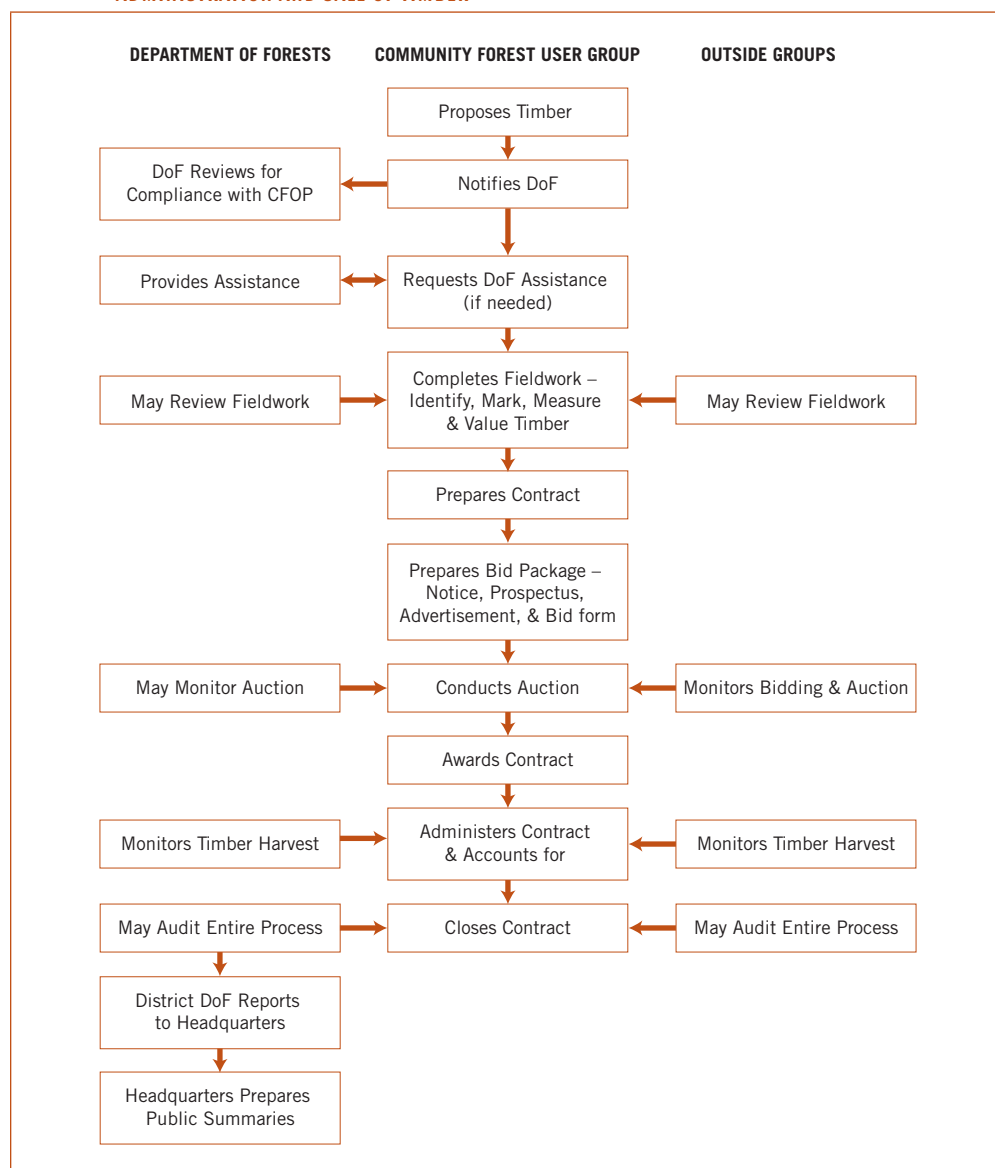 DEPARTMENT OF FORESTS
COMMUNITY FOREST USER GROUP
OUTSIDE GROUPS
Proposes Timber
DoF Reviews for
Compliance with CFOP
Notifies DoF
Provides Assistance
Requests DoF Assistance
(if needed)
May Review Fieldwork
Completes Fieldwork –
Identify, Mark, Measure
& Value Timber
May Review Fieldwork
Prepares Contract
Prepares Bid Package –
Notice, Prospectus,
Advertisement, & Bid form
May Monitor Auction
Conducts Auction
Monitors Bidding & Auction
Awards Contract
Monitors Timber Harvest
Administers Contract
& Accounts for
Monitors Timber Harvest
May Audit Entire Process
Closes Contract
May Audit Entire Process
District DoF Reports
to Headquarters
Headquarters Prepares
Public Summaries